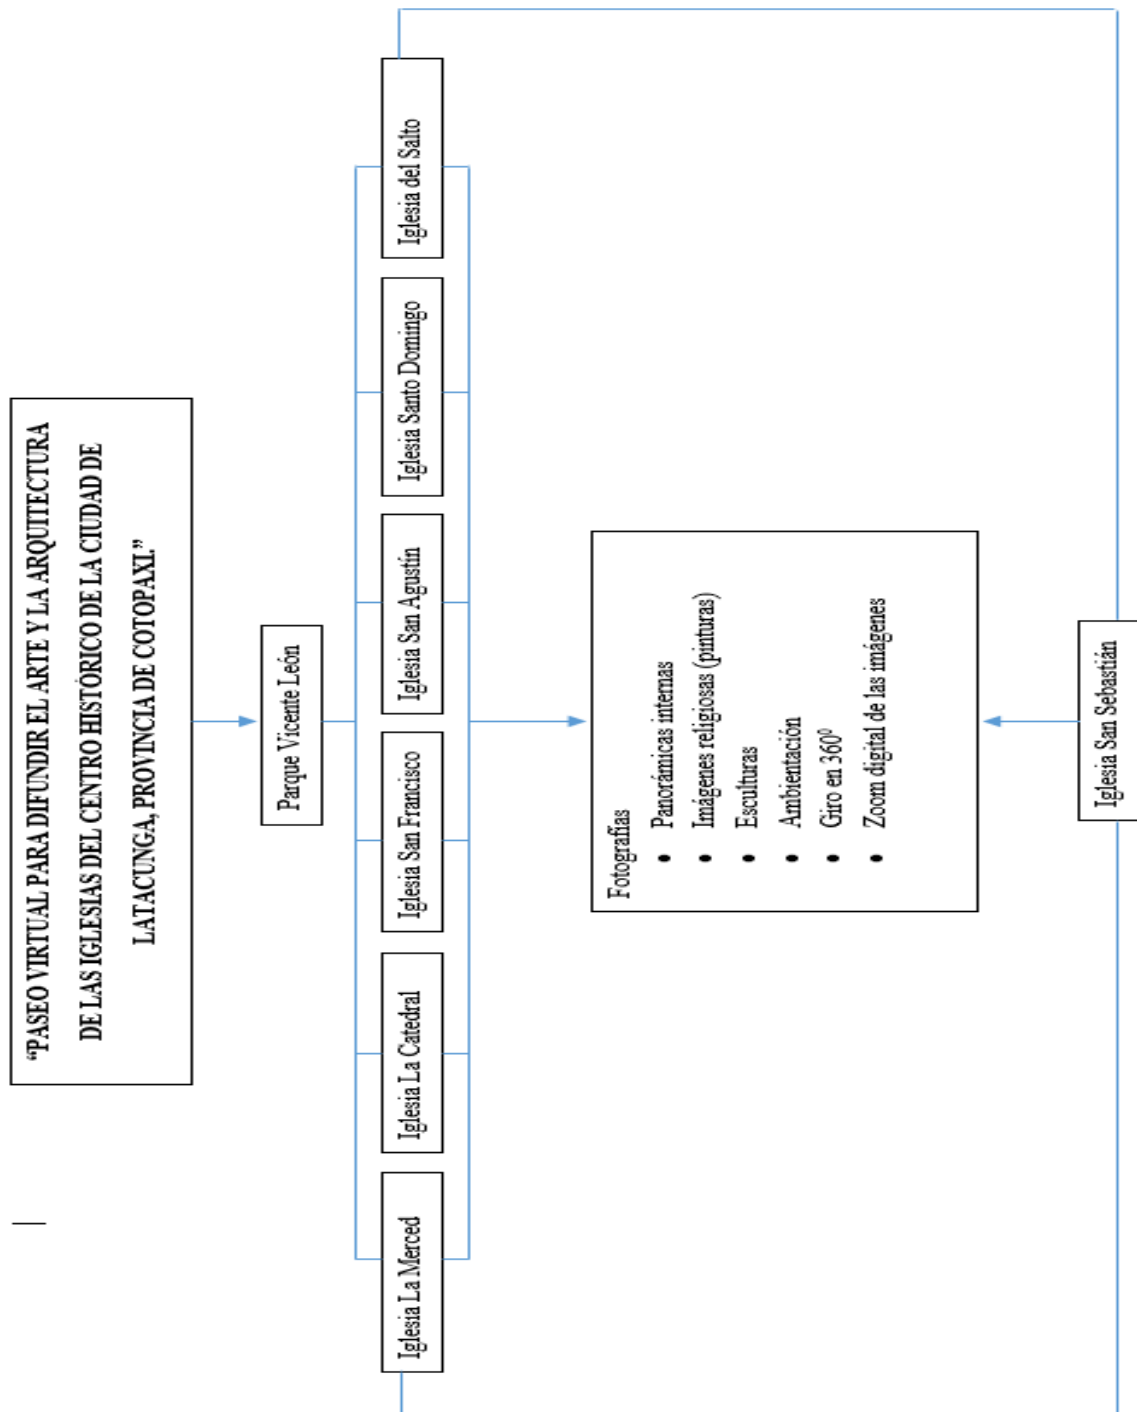 “PASEO VIRTUAL PARA DIFUNDIR EL ARTE Y LA ARQUITECTURA
DE LAS IGLESIAS DEL CENTRO HISTÓRICO DE LA CIUDAD DE
LATACUNGA, PROVINCIA DE COTOPAXI.”
Parque Vicente León
Iglesia La Merced
Iglesia La Catedral
Iglesia San Francisco
Iglesia San Agustín
Iglesia Santo Domingo
Iglesia del Salto
Fotografías
• Panorámicas internas
• Imágenes religiosas (pinturas)
• Esculturas
• Ambientación
• Giro en 360⁰
• Zoom digital de las imágenes
Iglesia San Sebastián